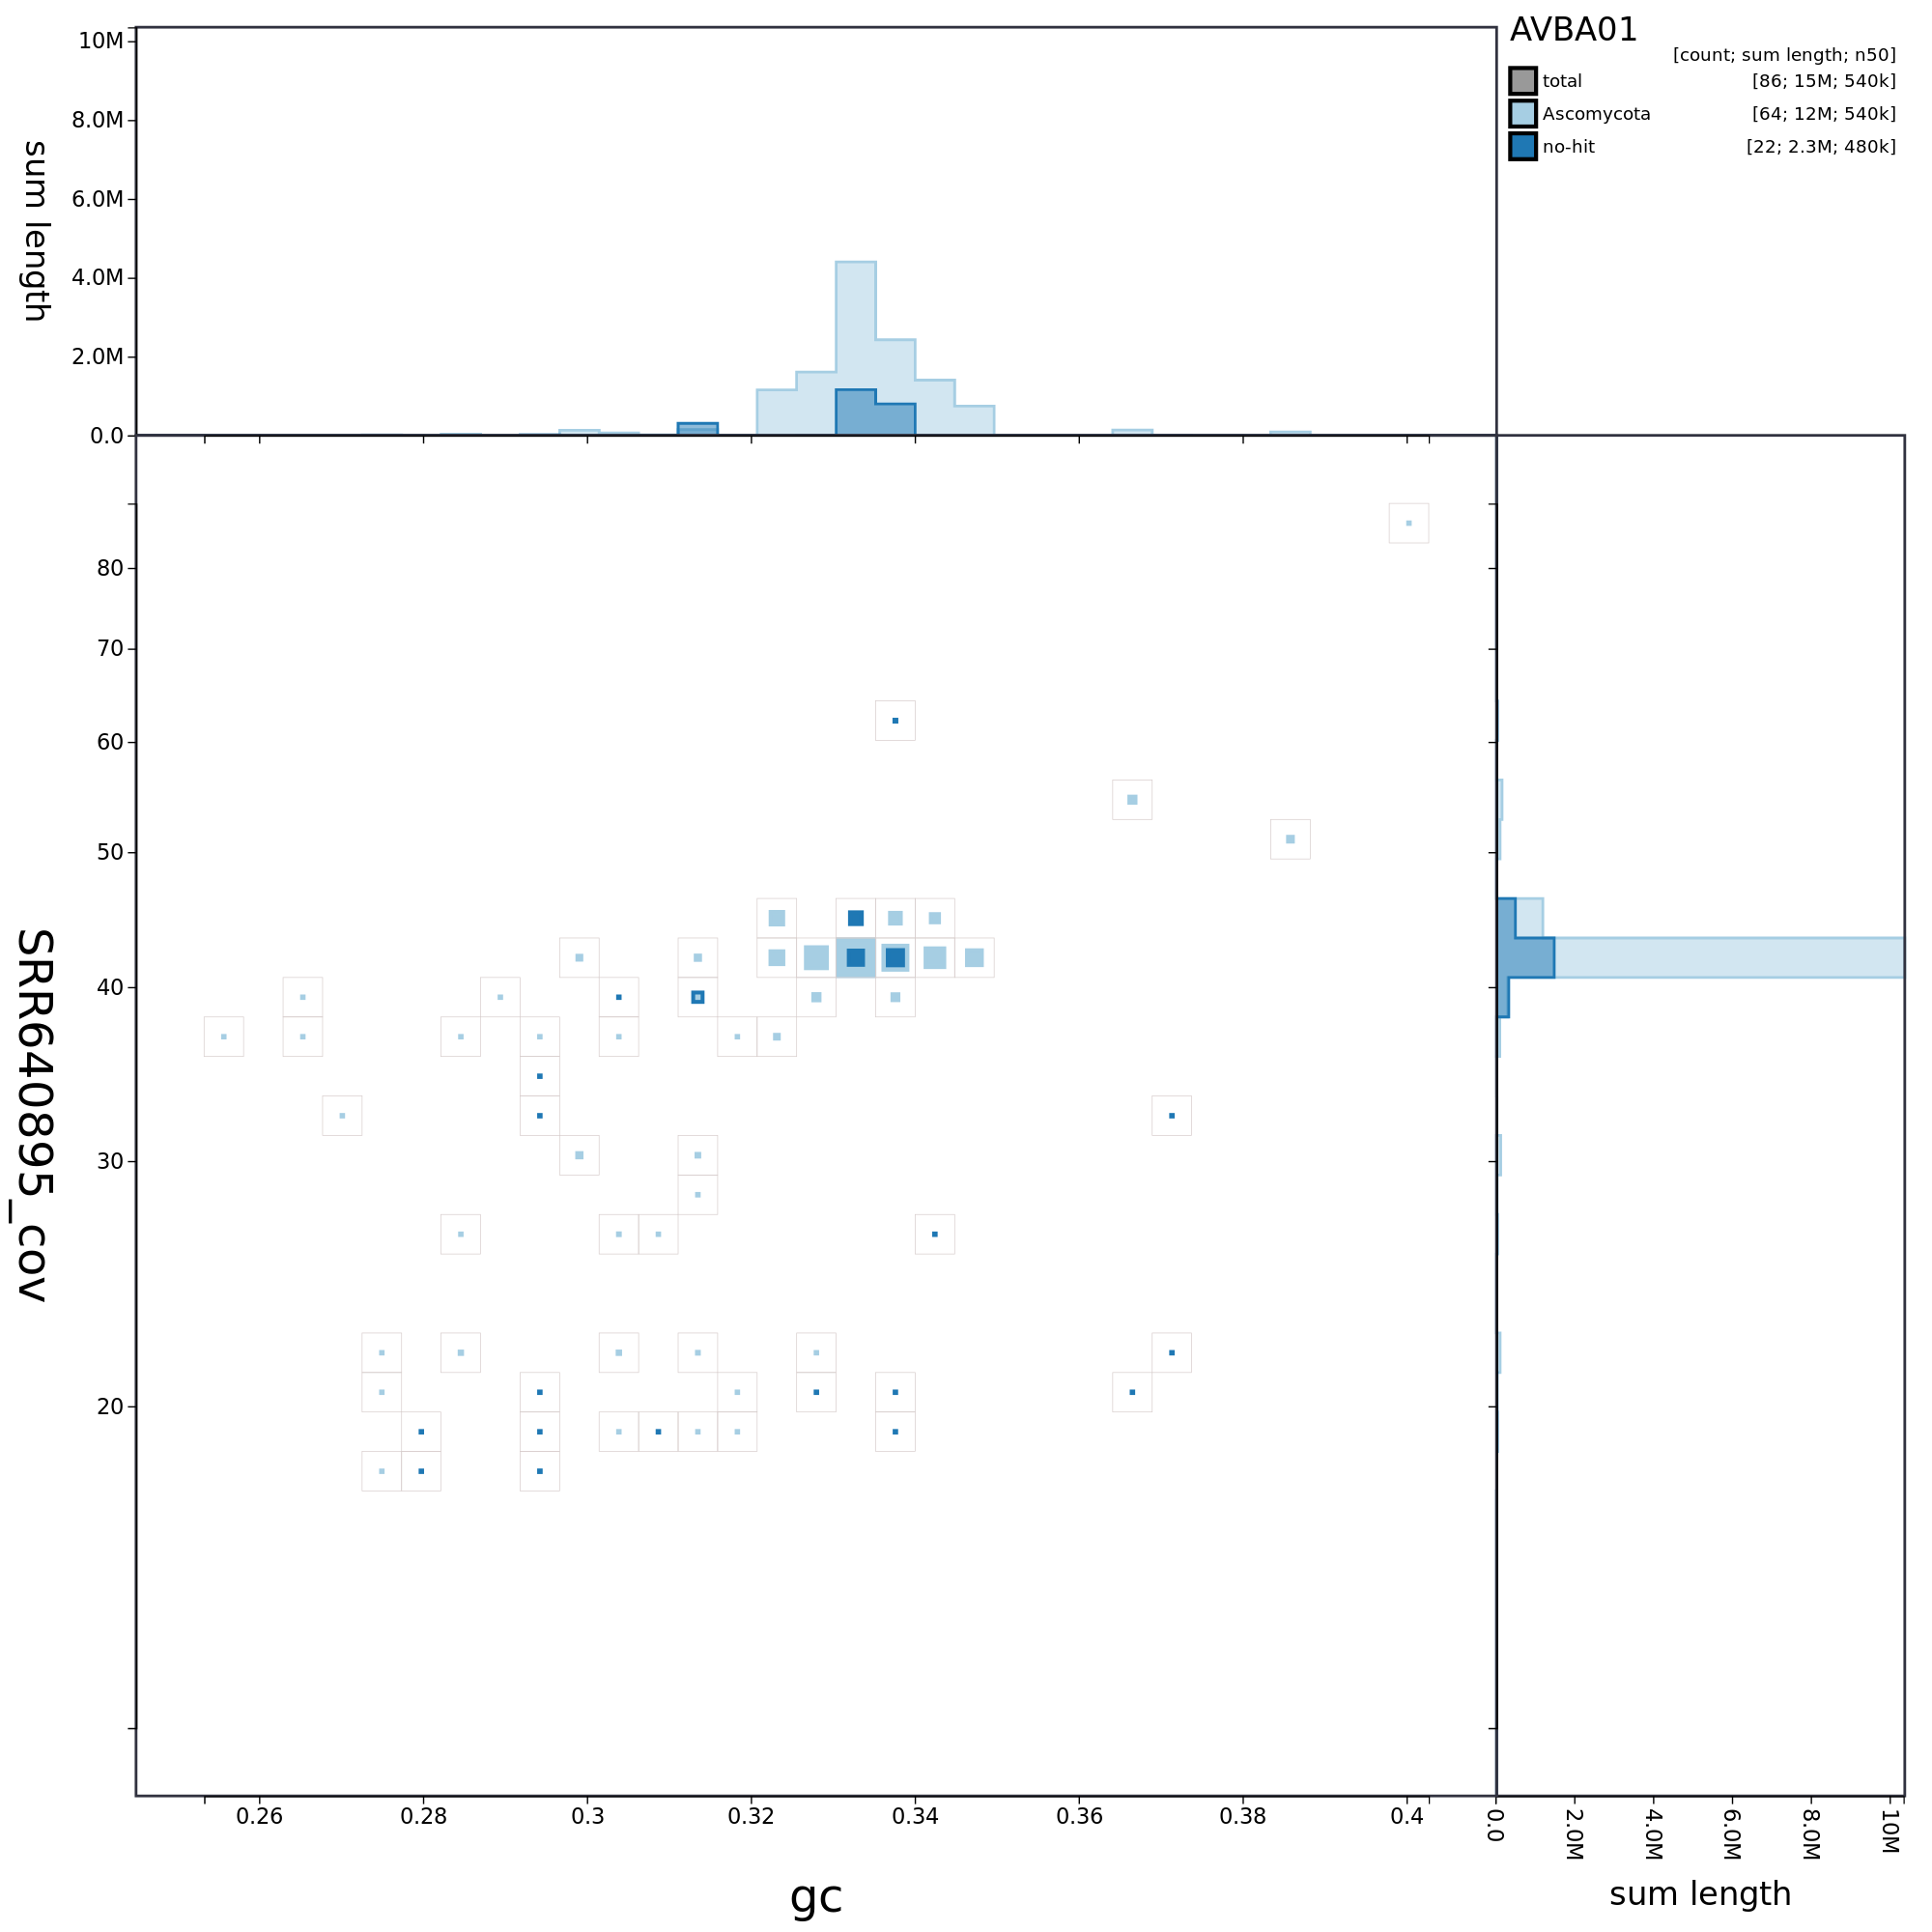 AVBA01
[count; sum length; n50]
total [86; 15M; 540k]
Ascomycota [64; 12M; 540k]
no-hit [22; 2.3M; 480k]
sum length
10M
8.0M
6.0M
4.0M
2.0M
0.0
SRR640895_cov
80
70
60
50
40
30
20
0.26 0.28 0.3 0.32 0.34 0.36 0.38 0.4
gc
0.0 2.0M 4.0M 6.0M 8.0M 10M
sum length